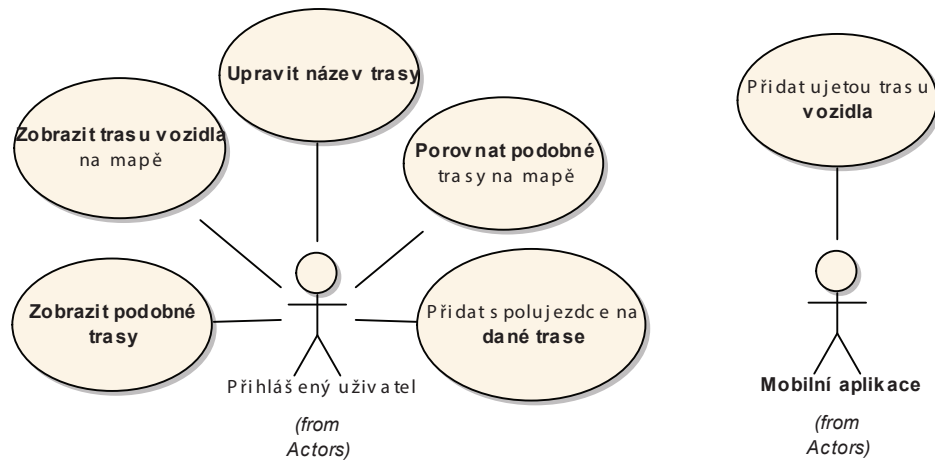 Upravit název trasy
Zobrazit trasu vozidla
na mapě
Porovnat podobné
trasy na mapě
Zobrazit podobné
trasy
Přidat spolujezdce na
dané trase
Přihlášený uživatel
(from
Actors)
Přidat ujetou trasu
vozidla
Mobilní aplikace
(from
Actors)